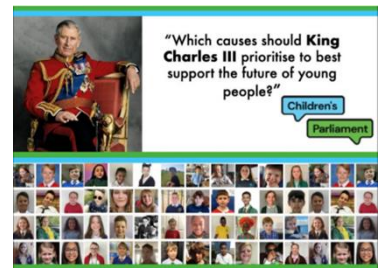 “Which causes should King
Charles III prioritise to best
support the future of young
people?”
Children's
Parliament